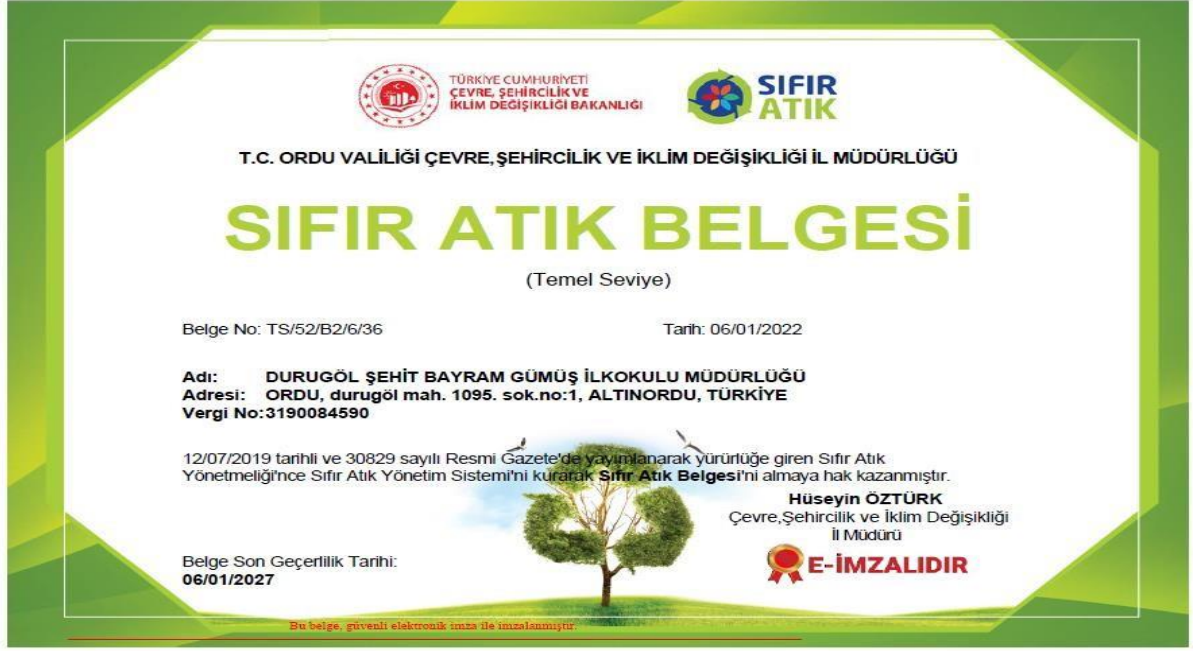 TÜRKİYE CUMHURİYETİ
ÇEVRE, ŞEHİRCİLİK VE
İKLİM DEĞİŞİKLİĞİ BAKANLIĞI
SIFIR
ATIK
T.C. ORDU VALİLİĞİ ÇEVRE,ŞEHİRCİLİK VE İKLİM DEĞİŞİKLİĞİ İL MÜDÜRLÜĞÜ
SIFIR ATIK BELGESİ
(Temel Seviye)
Belge No: TS/52/B2/6/36 Tarih: 06/01/2022
Adı: DURUGÖL ŞEHİT BAYRAM GÜMÜŞ İLKOKULU MÜDÜRLÜĞÜ
Adresi: ORDU, durugöl mah. 1095. sok.no:1, ALTINORDU, TÜRKİYE
Vergi No:3190084590
12/07/2019 tarihli ve 30829 sayılı Resmi Gazete'de yayımlanarak yürürlüğe giren Sıfır Atık
Yönetmeliği'nce Sıfır Atık Yönetim Sistemi'ni kurarak Sıfır Atık Belgesi'ni almaya hak kazanmıştır.
Hüseyin ÖZTÜRK
Çevre,Şehircilik ve İklim Değişikliği
İl Müdürü
E-İMZALIDIR
Belge Son Geçerlilik Tarihi:
06/01/2027
Bu belge, güvenli elektronik imza ile imzalanmıştır.